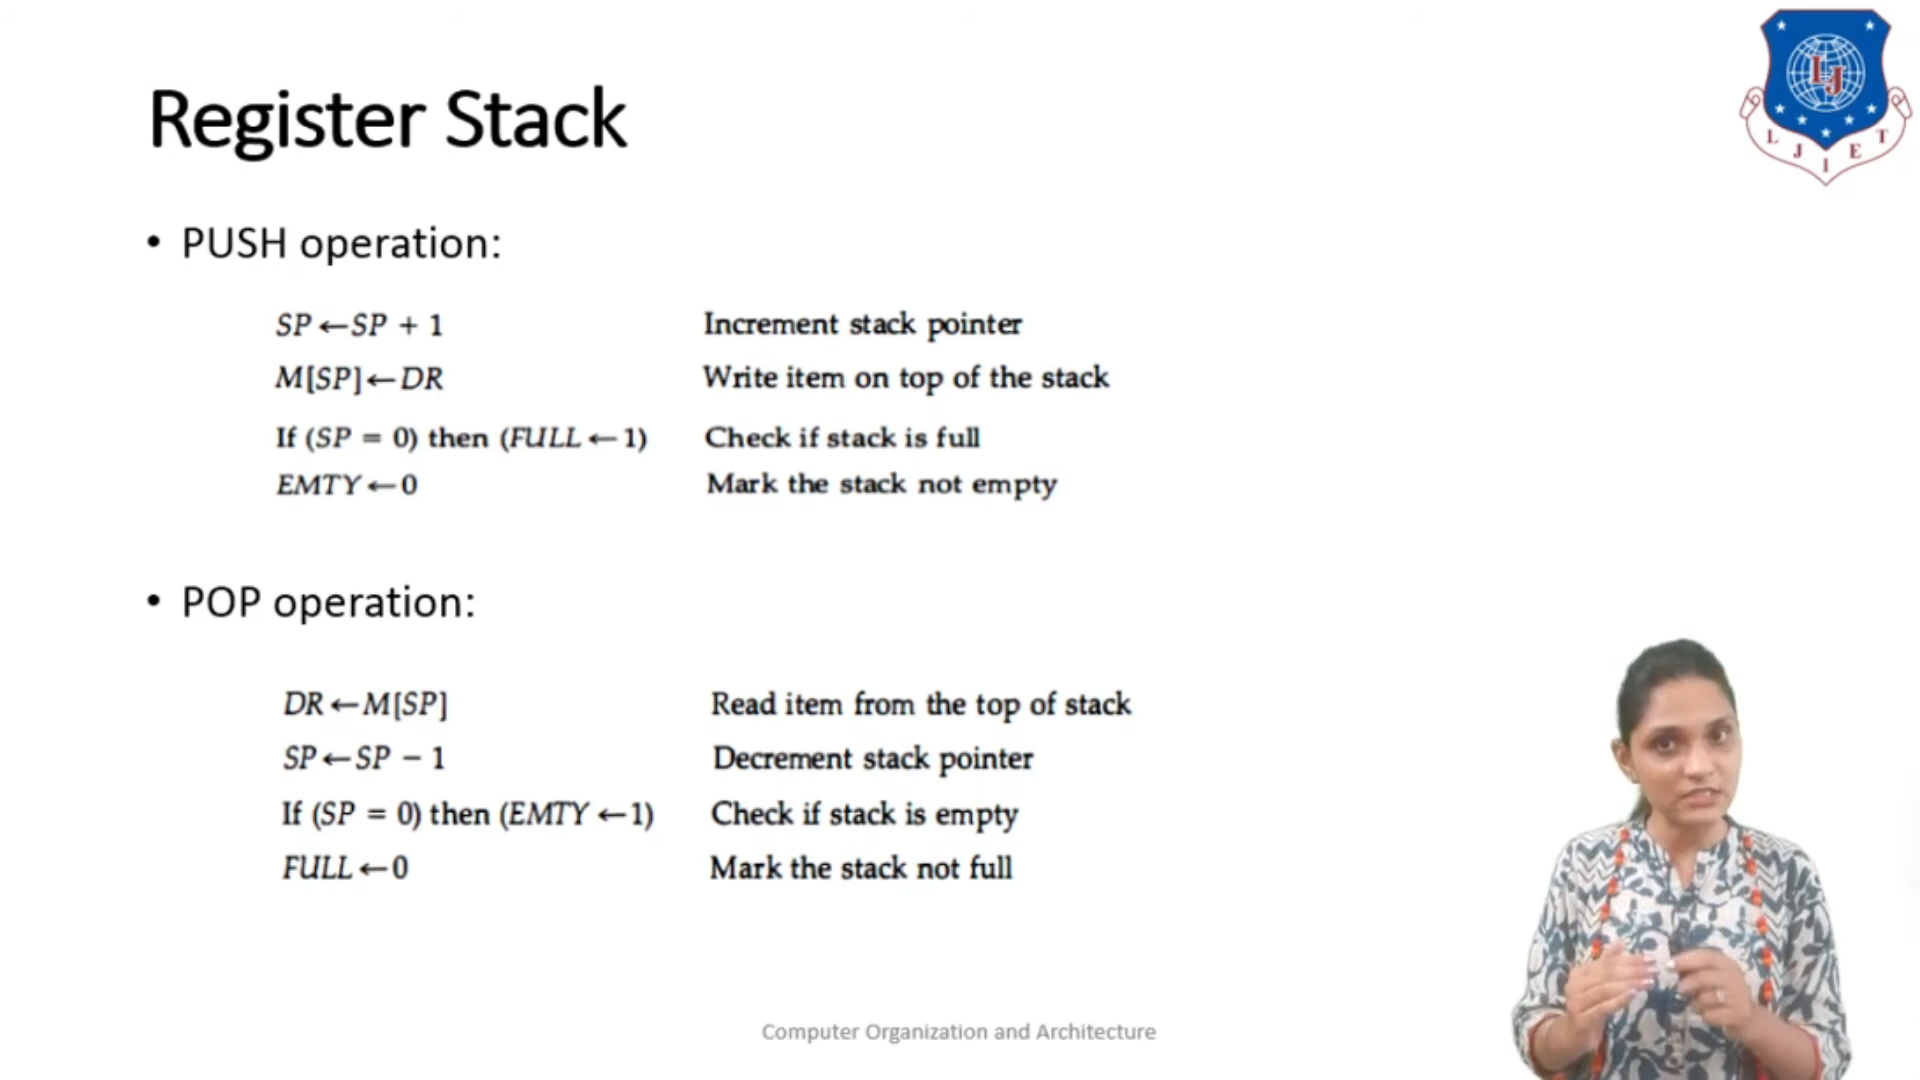 Register Stack
LJ
L J I E T
• PUSH operation:
SP ← SP + 1 Increment stack pointer
M[SP] ← DR Write item on top of the stack
If (SP = 0) then (FULL ← 1) Check if stack is full
EMTY ← 0 Mark the stack not empty
• POP operation:
DR ← M[SP] Read item from the top of stack
SP ← SP − 1 Decrement stack pointer
If (SP = 0) then (EMTY ← 1) Check if stack is empty
FULL ← 0 Mark the stack not full
Computer Organization and Architecture